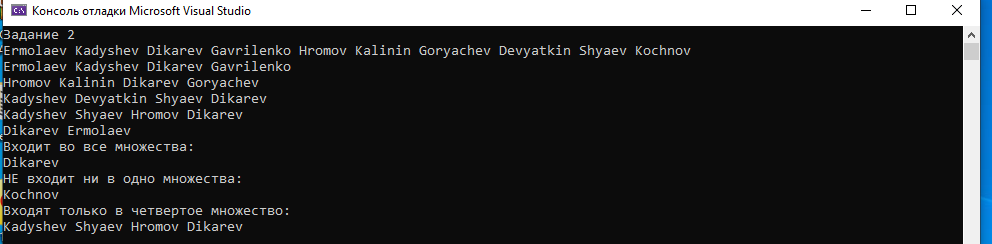 Консоль отладки Microsoft Visual Studio
Задание 2
Ermolaev Kadyshev Dikarev Gavrilenko Hromov Kalinin Goryachev Devyatkin Shyaev Kochnov
Ermolaev Kadyshev Dikarev Gavrilenko
Hromov Kalinin Dikarev Goryachev
Kadyshev Devyatkin Shyaev Dikarev
Kadyshev Shyaev Hromov Dikarev
Dikarev Ermolaev
Входит во все множества:
Dikarev
НЕ входит ни в одно множества:
Kochnov
Входят только в четвертое множество:
Kadyshev Shyaev Hromov Dikarev